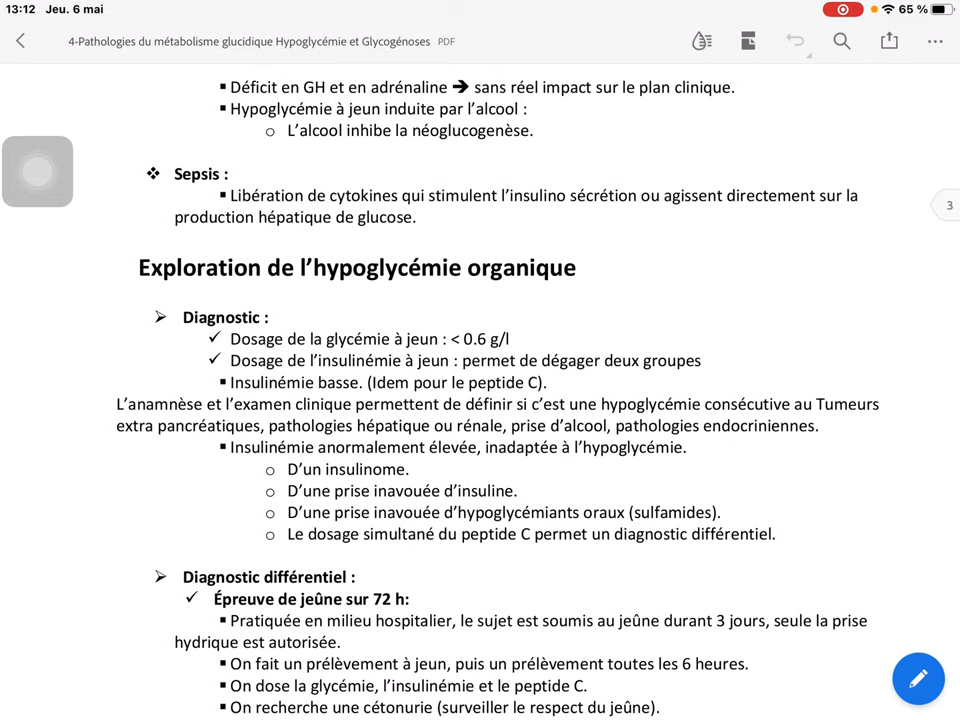 13:12 Jeu. 6 mai
65 %
4-Pathologies du métabolisme glucidique Hypoglycémie et Glycogénoses PDF
▪ Déficit en GH et en adrénaline ➔ sans réel impact sur le plan clinique.
▪ Hypoglycémie à jeun induite par l’alcool :
o L’alcool inhibe la néoglucogenèse.
❖ Sepsis :
▪ Libération de cytokines qui stimulent l’insulino sécrétion ou agissent directement sur la
production hépatique de glucose.
3
Exploration de l’hypoglycémie organique
➢ Diagnostic :
✓ Dosage de la glycémie à jeun : < 0.6 g/l
✓ Dosage de l’insulinémie à jeun : permet de dégager deux groupes
▪ Insulinémie basse. (Idem pour le peptide C).
L’anamnèse et l’examen clinique permettent de définir si c’est une hypoglycémie consécutive au Tumeurs
extra pancréatiques, pathologies hépatique ou rénale, prise d’alcool, pathologies endocriniennes.
▪ Insulinémie anormalement élevée, inadaptée à l’hypoglycémie.
o D’un insulinome.
o D’une prise inavouée d’insuline.
o D’une prise inavouée d’hypoglycémiants oraux (sulfamides).
o Le dosage simultané du peptide C permet un diagnostic différentiel.
➢ Diagnostic différentiel :
✓ Épreuve de jeûne sur 72 h:
▪ Pratiquée en milieu hospitalier, le sujet est soumis au jeûne durant 3 jours, seule la prise
hydrique est autorisée.
▪ On fait un prélèvement à jeun, puis un prélèvement toutes les 6 heures.
▪ On dose la glycémie, l’insulinémie et le peptide C.
▪ On recherche une cétonurie (surveiller le respect du jeûne).